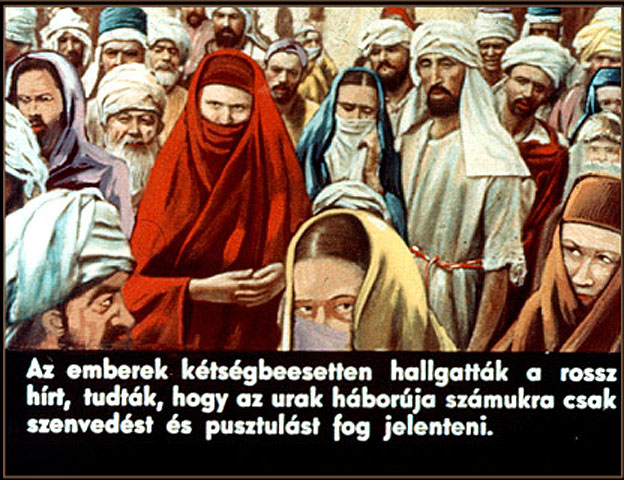 Az emberek kétségbeesetten hallgatták a rossz
hírt, tudták, hogy az urak háborúja számukra csak
szenvedést és pusztulást fog jelenteni.